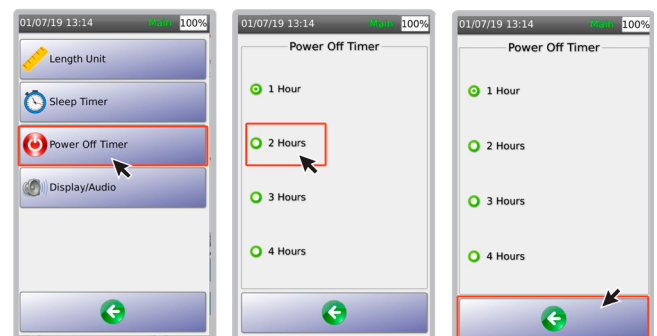 01/07/19 13:14 Main 100%
Length Unit
Sleep Timer
Power Off Timer
Display/Audio
01/07/19 13:14 Main 100%
Power Off Timer
1 Hour
2 Hours
3 Hours
4 Hours
01/07/19 13:14 Main 100%
Power Off Timer
1 Hour
2 Hours
3 Hours
4 Hours